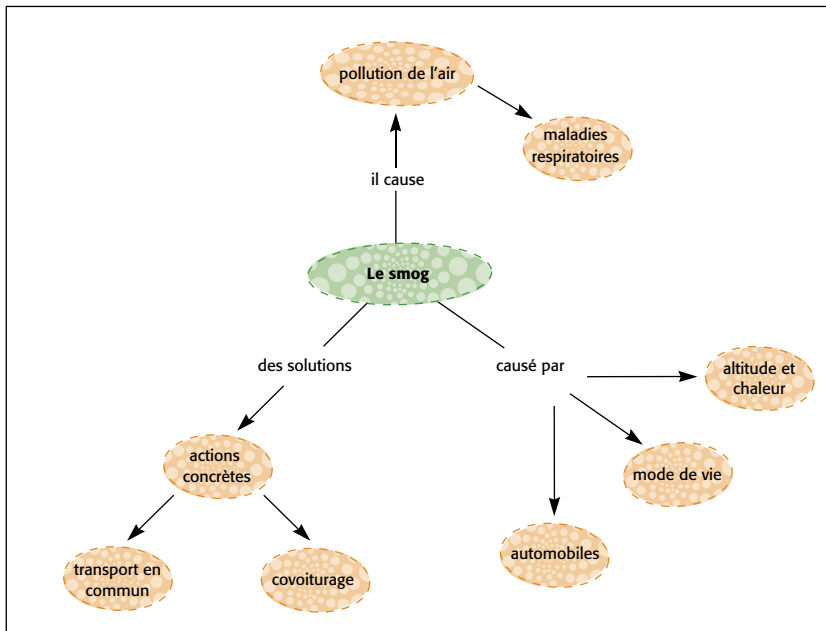 pollution de l'air
maladies
respiratoires
il cause
Le smog
des solutions
causé par
altitude et
chaleur
actions
concrètes
mode de vie
transport en
commun
covoiturage
automobiles